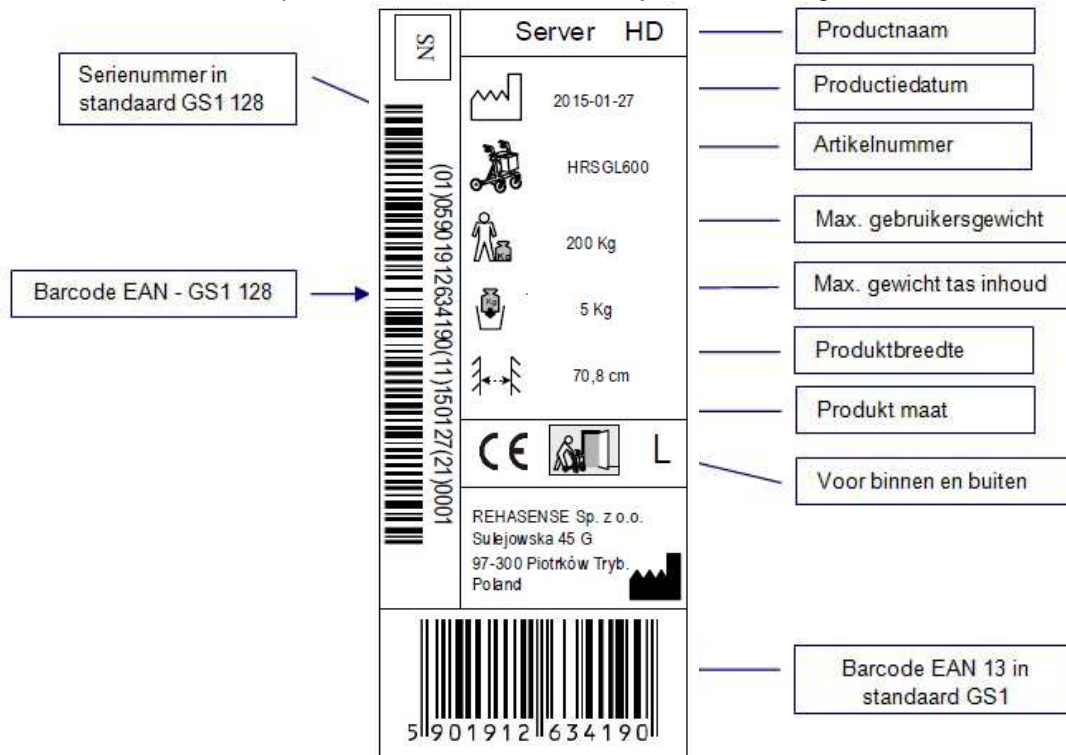 SN
Server HD
Productnaam
Serienummer in
standaard GS1 128
2015-01-27
Productiedatum
HRSGL600
Artikelnummer
200 Kg
Max. gebruikersgewicht
Kg
Barcode EAN - GS1 128
(01)05901912634190(11)150127(21)0001
5 Kg
Max. gewicht tas inhoud
Kg
70,8 cm
Produktbreedte
Produkt maat
CE
L
Voor binnen en buiten
REHASENSE Sp. z o.o.
Sulejowska 45 G
97-300 Piotrków Tryb.
Poland
Barcode EAN 13 in
standaard GS1
5 901912 634190